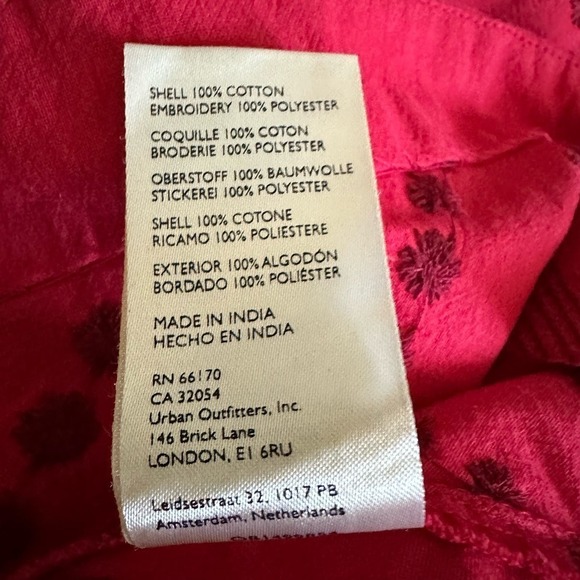 SHELL 100% COTTON
EMBROIDERY 100% POLYESTER
COQUILLE 100% COTON
BRODERIE 100% POLYESTER
OBERSTOFF 100% BAUMWOLLE
STICKEREI 100% POLYESTER
SHELL 100% COTONE
RICAMO 100% POLIESTERE
EXTERIOR 100% ALGODÓN
BORDADO 100% POLIÉSTER
MADE IN INDIA
HECHO EN INDIA
RN 66170
CA 32054
Urban Outfitters, Inc.
146 Brick Lane
LONDON, E1 6RU
Leidsestraat 32, 1017 PB
Amsterdam, Netherlands